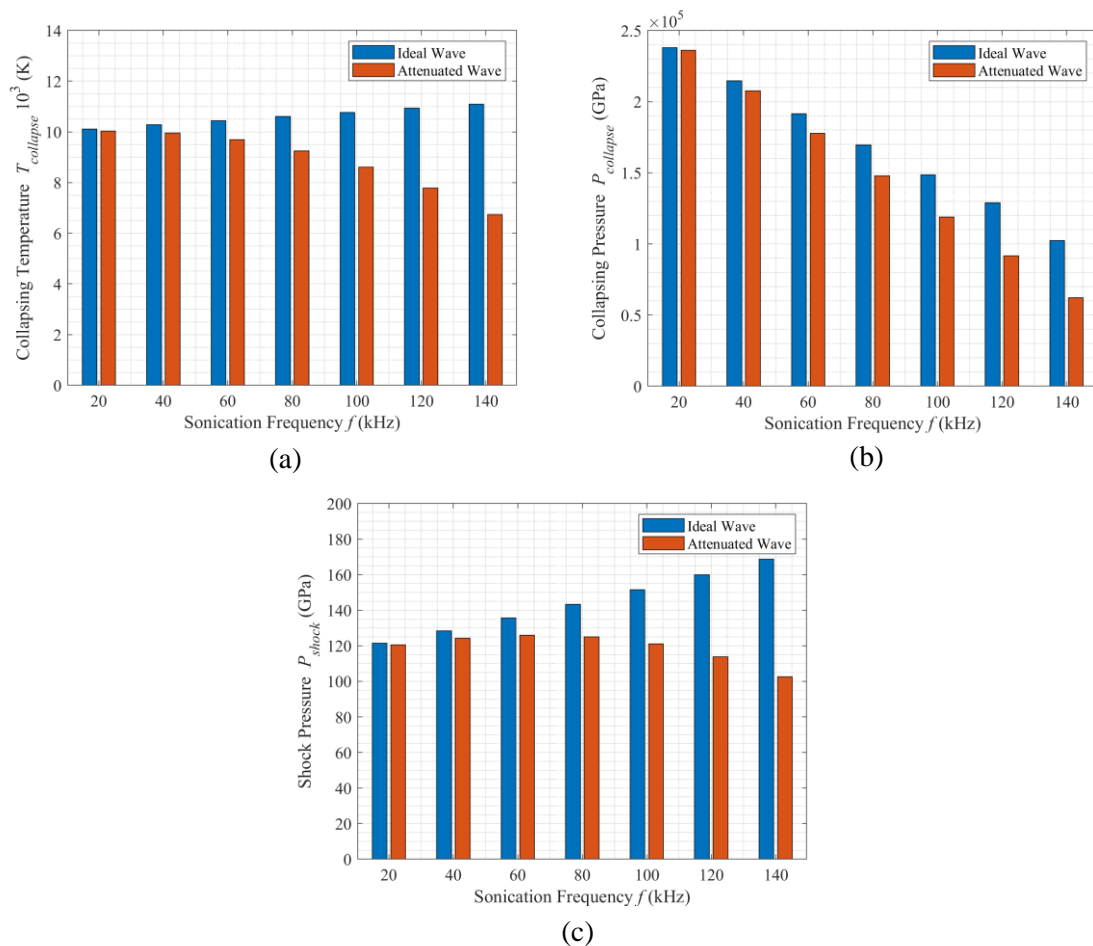 14
12
10
8
6
4
2
0
Collapsing Temperature T_collapse 10^3 (K)
Ideal Wave
Attenuated Wave
20 40 60 80 100 120 140
Sonication Frequency f (kHz)
(a)
×10^5
2.5
2
1.5
1
0.5
0
Collapsing Pressure P_collapse (GPa)
Ideal Wave
Attenuated Wave
20 40 60 80 100 120 140
Sonication Frequency f (kHz)
(b)
200
180
160
140
120
100
80
60
40
20
0
Shock Pressure P_shock (GPa)
Ideal Wave
Attenuated Wave
20 40 60 80 100 120 140
Sonication Frequency f (kHz)
(c)